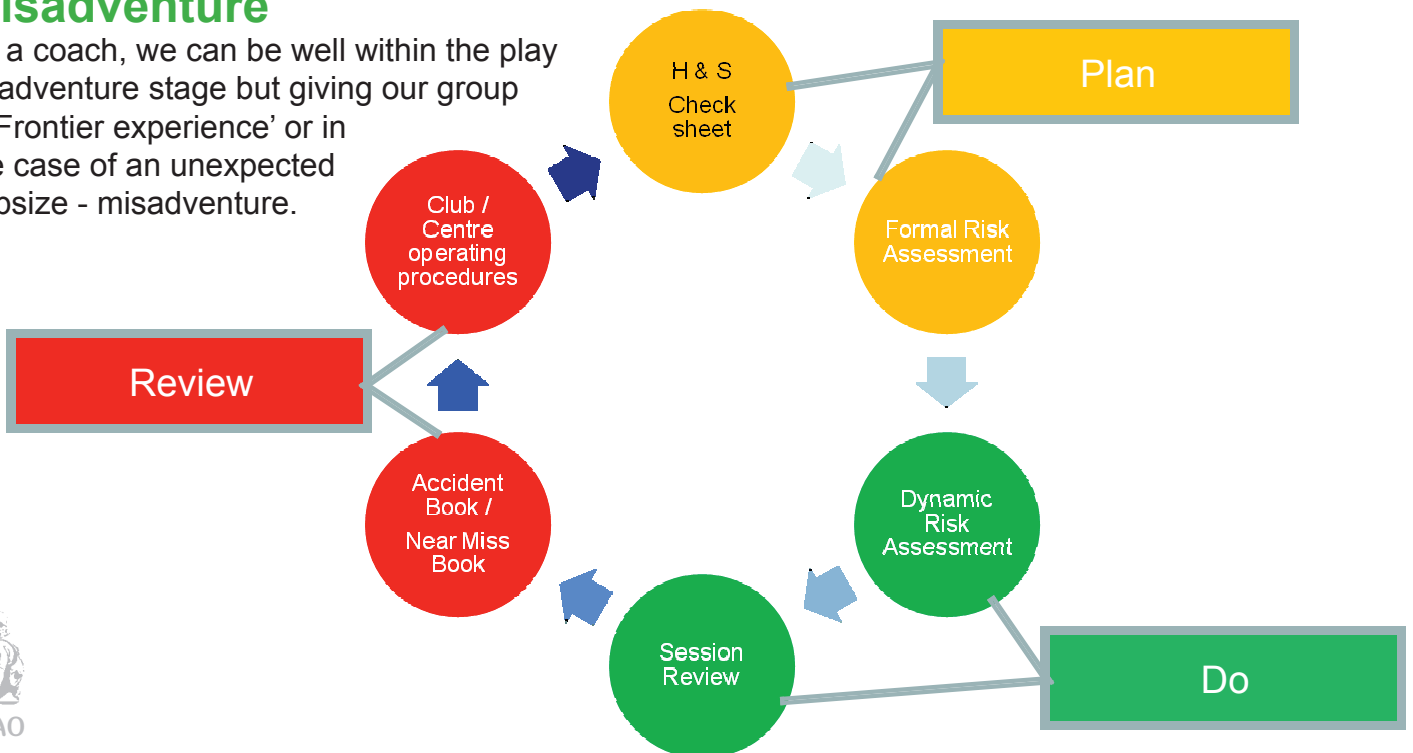 isadventure
a coach, we can be well within the play
adventure stage but giving our group
Frontier experience’ or in
e case of an unexpected
psize - misadventure.
H & S
Check
sheet
Plan
Formal Risk
Assessment
Dynamic
Risk
Assessment
Do
Session
Review
Accident
Book /
Near Miss
Book
Review
Club /
Centre
operating
procedures
AO